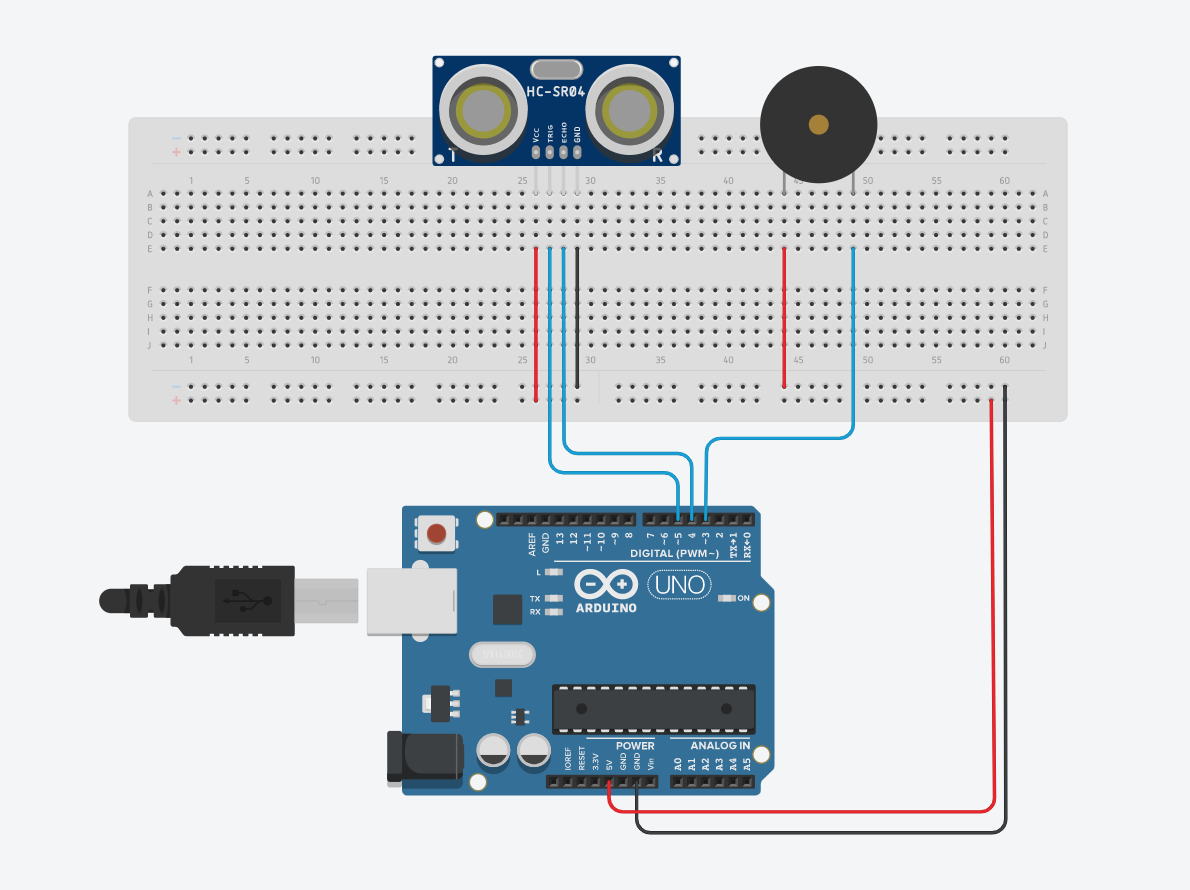 HC-SR04
VCC TRIG ECHO GND
T R
− +
1 5 10 15 20 25 30 35 40 45 50 55 60
A A
B B
C C
D D
E E
F F
G G
H H
I I
J J
1 5 10 15 20 25 30 35 40 45 50 55 60
− +
AREF GND 13 12 ~11 ~10 ~9 8 7 ~6 ~5 4 ~3 2 TX→1 RX←0
DIGITAL (PWM~)
L
TX
RX
ARDUINO
UNO
ON
POWER
ANALOG IN
IOREF RESET 3.3V 5V GND GND Vin A0 A1 A2 A3 A4 A5